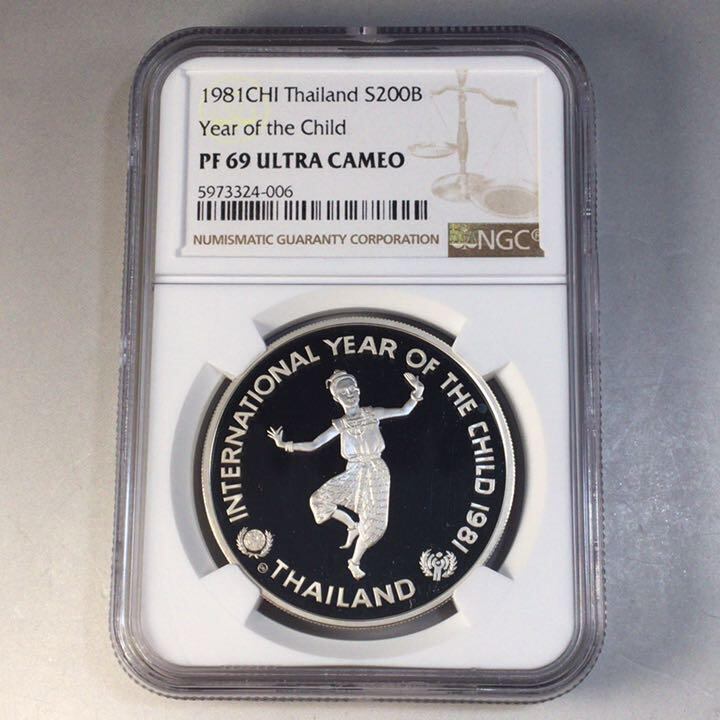 1981CHI Thailand S200B
Year of the Child
PF 69 ULTRA CAMEO
5973324-006
NUMISMATIC GUARANTY CORPORATION
NGC®
INTERNATIONAL YEAR OF THE CHILD 1981
THAILAND